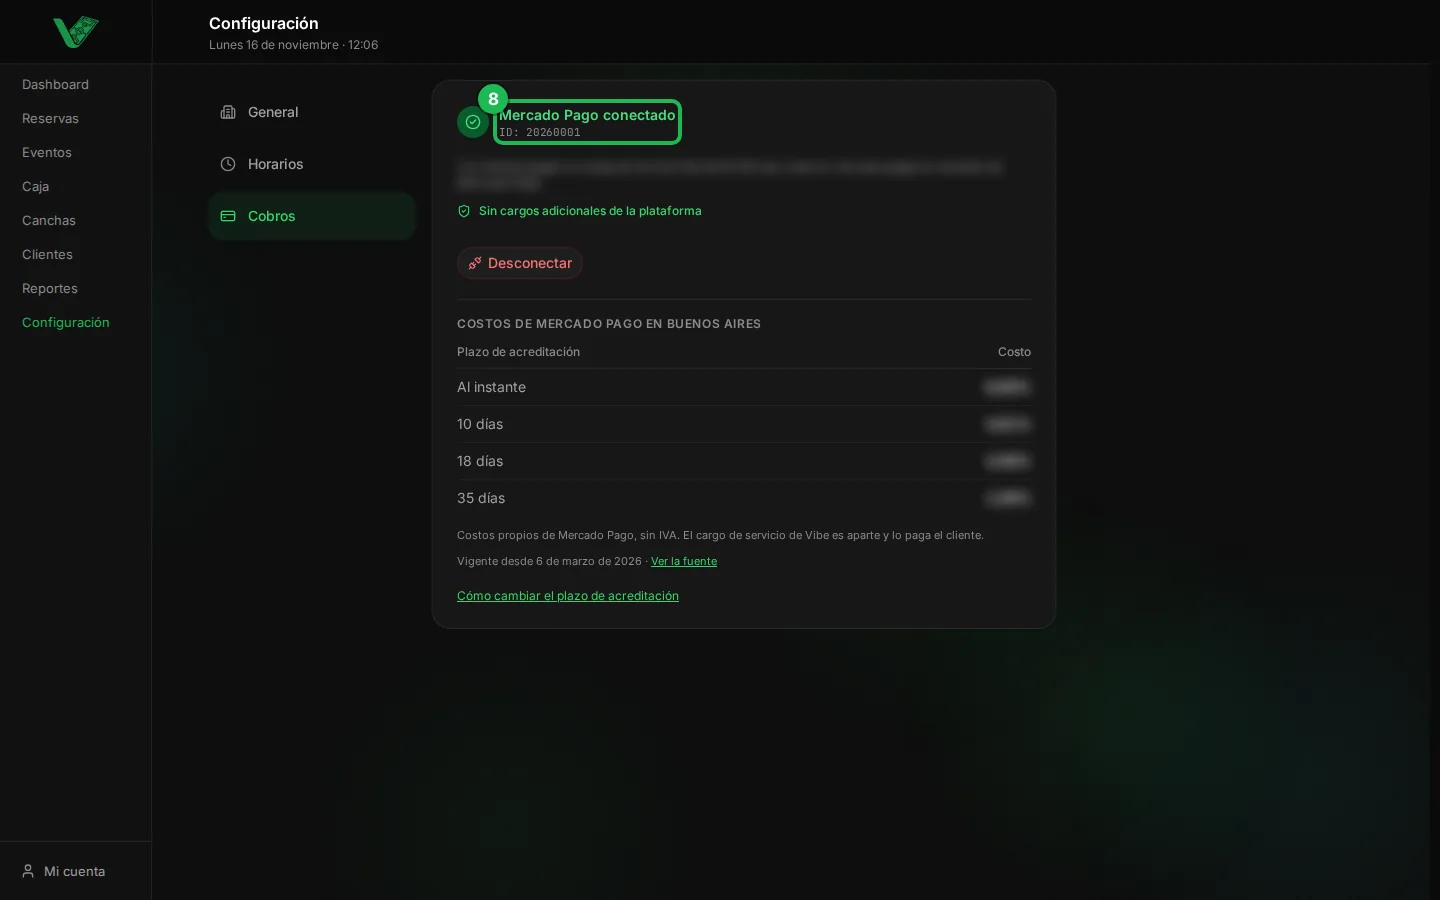 Configuración
Lunes 16 de noviembre · 12:06
Dashboard
Reservas
Eventos
Caja
Canchas
Clientes
Reportes
Configuración
Mi cuenta
General
Horarios
Cobros
8
Mercado Pago conectado
ID: 20260001
Sin cargos adicionales de la plataforma
Desconectar
COSTOS DE MERCADO PAGO EN BUENOS AIRES
Plazo de acreditación Costo
Al instante
10 días
18 días
35 días
Costos propios de Mercado Pago, sin IVA. El cargo de servicio de Vibe es aparte y lo paga el cliente.
Vigente desde 6 de marzo de 2026 · Ver la fuente
Cómo cambiar el plazo de acreditación